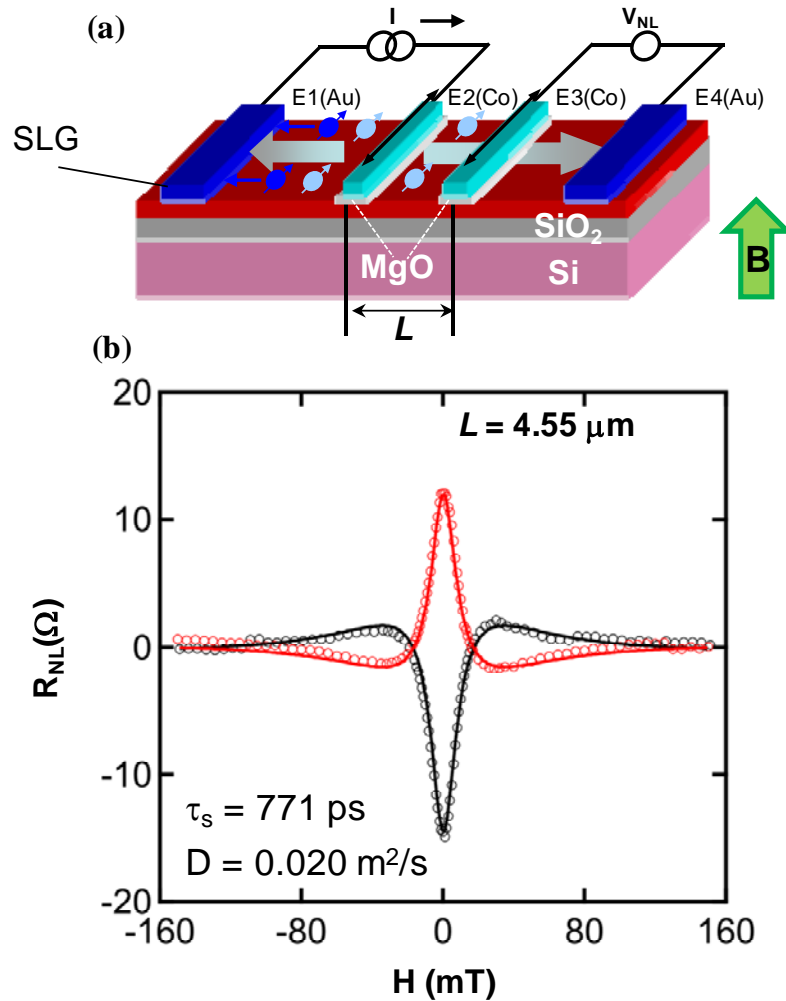 (a)
I
V_NL
E1(Au)
E2(Co)
E3(Co)
E4(Au)
SLG
SiO₂
MgO
Si
B
L
(b)
L = 4.55 μm
20
10
0
-10
-20
R_NL(Ω)
τ_s = 771 ps
D = 0.020 m²/s
-160 -80 0 80 160
H (mT)